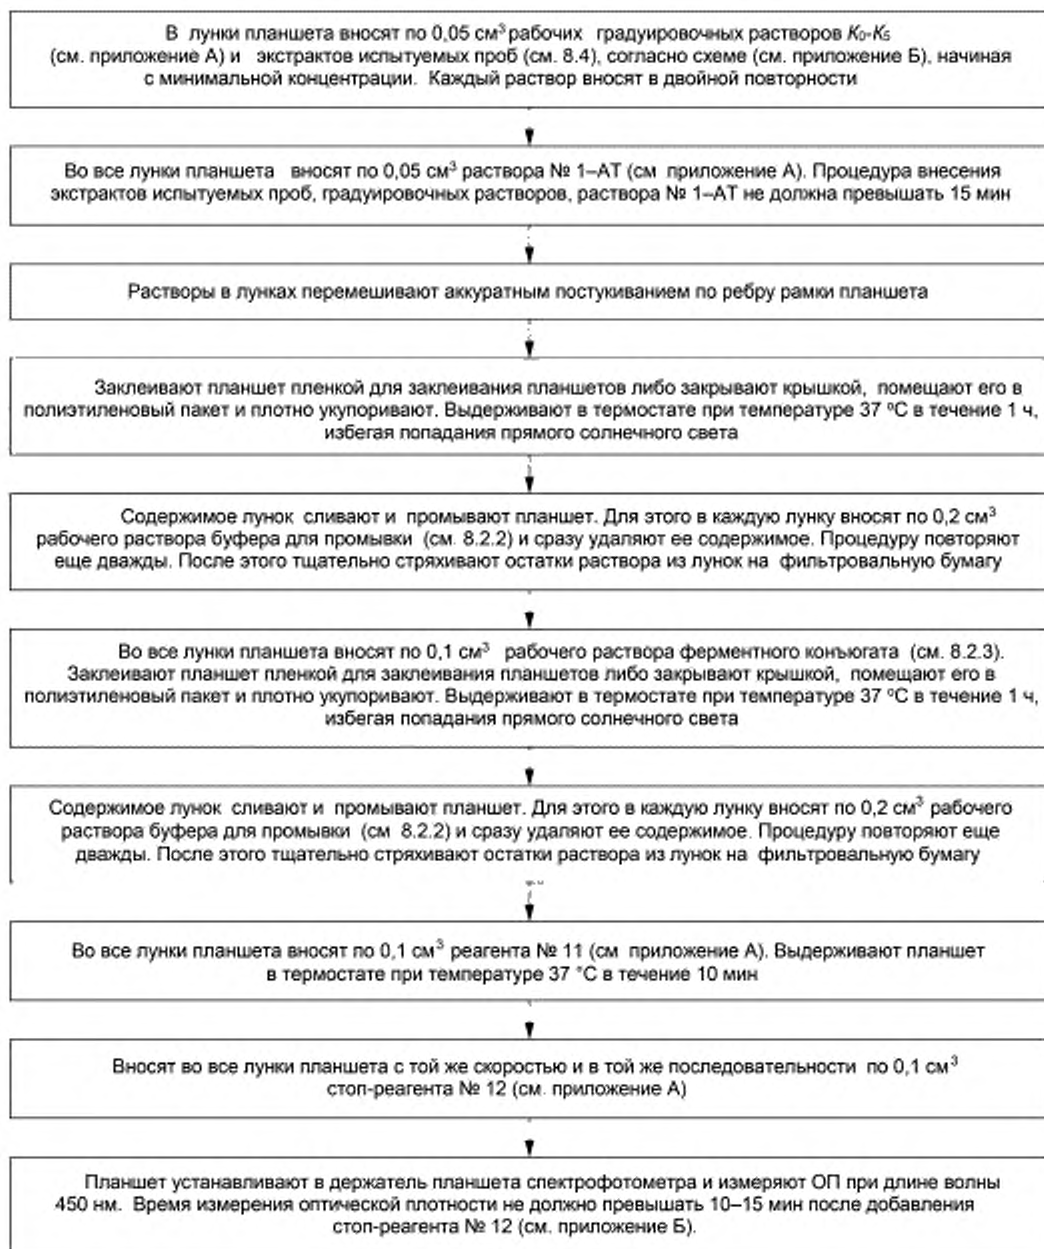 В лунки планшета вносят по 0,05 см³ рабочих градуировочных растворов K₀-K₅
(см. приложение А) и экстрактов испытуемых проб (см. 8.4), согласно схеме (см. приложение Б), начиная
с минимальной концентрации. Каждый раствор вносят в двойной повторности
Во все лунки планшета вносят по 0,05 см³ раствора № 1–АТ (см приложение А). Процедура внесения
экстрактов испытуемых проб, градуировочных растворов, раствора № 1–АТ не должна превышать 15 мин
Растворы в лунках перемешивают аккуратным постукиванием по ребру рамки планшета
Заклеивают планшет пленкой для заклеивания планшетов либо закрывают крышкой, помещают его в
полиэтиленовый пакет и плотно укупоривают. Выдерживают в термостате при температуре 37 ºС в течение 1 ч,
избегая попадания прямого солнечного света
Содержимое лунок сливают и промывают планшет. Для этого в каждую лунку вносят по 0,2 см³
рабочего раствора буфера для промывки (см. 8.2.2) и сразу удаляют ее содержимое. Процедуру повторяют
еще дважды. После этого тщательно стряхивают остатки раствора из лунок на фильтровальную бумагу
Во все лунки планшета вносят по 0,1 см³ рабочего раствора ферментного конъюгата (см. 8.2.3).
Заклеивают планшет пленкой для заклеивания планшетов либо закрывают крышкой, помещают его в
полиэтиленовый пакет и плотно укупоривают. Выдерживают в термостате при температуре 37 ºС в течение 1 ч,
избегая попадания прямого солнечного света
Содержимое лунок сливают и промывают планшет. Для этого в каждую лунку вносят по 0,2 см³ рабочего
раствора буфера для промывки (см 8.2.2) и сразу удаляют ее содержимое. Процедуру повторяют еще
дважды. После этого тщательно стряхивают остатки раствора из лунок на фильтровальную бумагу
Во все лунки планшета вносят по 0,1 см³ реагента № 11 (см приложение А). Выдерживают планшет
в термостате при температуре 37 °С в течение 10 мин
Вносят во все лунки планшета с той же скоростью и в той же последовательности по 0,1 см³
стоп-реагента № 12 (см. приложение А)
Планшет устанавливают в держатель планшета спектрофотометра и измеряют ОП при длине волны
450 нм. Время измерения оптической плотности не должно превышать 10–15 мин после добавления
стоп-реагента № 12 (см. приложение Б).